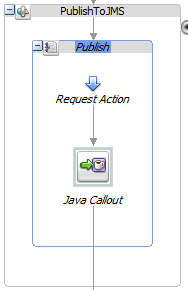 PublishToJMS
Publish
Request Action
Java Callout